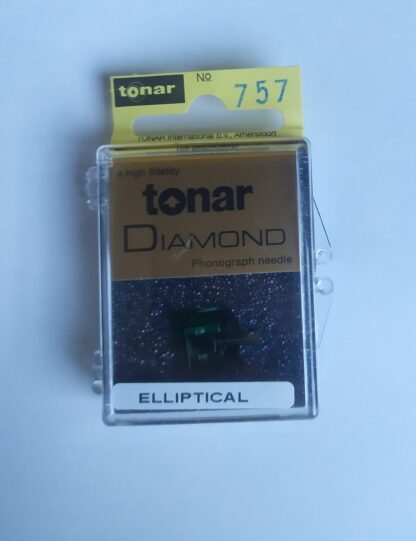 tonar
No 757
TONAR International B.V., Amersfoort
The Netherlands
a high fidelity
tonar
DIAMOND
Phonograph needle
ELLIPTICAL